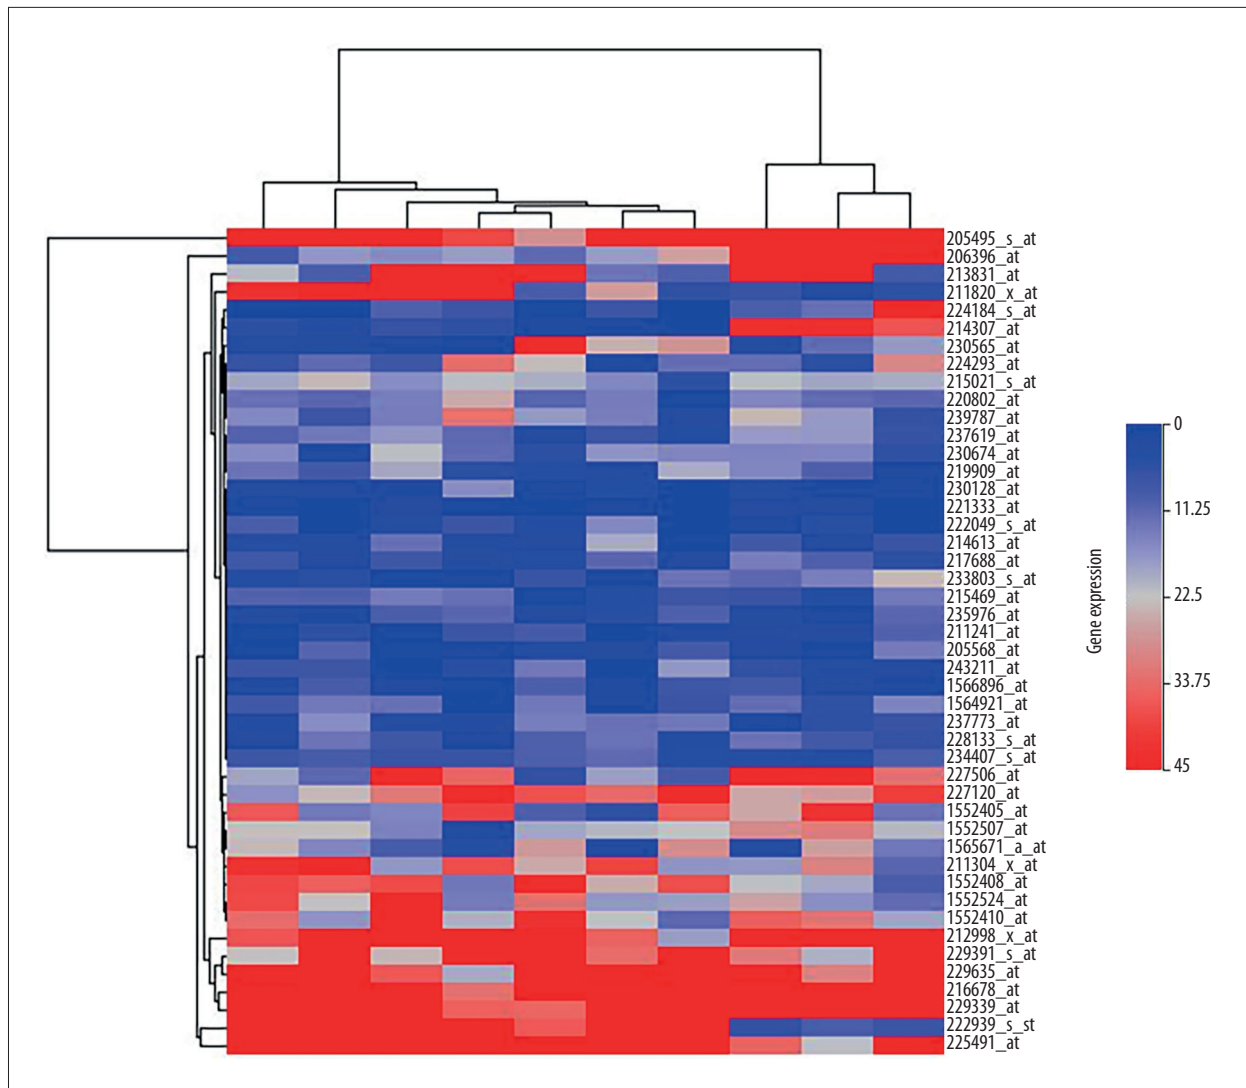 205495_s_at
206396_at
213831_at
211820_x_at
224184_s_at
214307_at
230565_at
224293_at
215021_s_at
220802_at
239787_at
237619_at
230674_at
219909_at
230128_at
221333_at
222049_s_at
214613_at
217688_at
233803_s_at
215469_at
235976_at
211241_at
205568_at
243211_at
1566896_at
1564921_at
237773_at
228133_s_at
234407_s_at
227506_at
227120_at
1552405_at
1552507_at
1565671_a_at
211304_x_at
1552408_at
1552524_at
1552410_at
212998_x_at
229391_s_at
229635_at
216678_at
229339_at
222939_s_st
225491_at
Gene expression
0
11.25
22.5
33.75
45